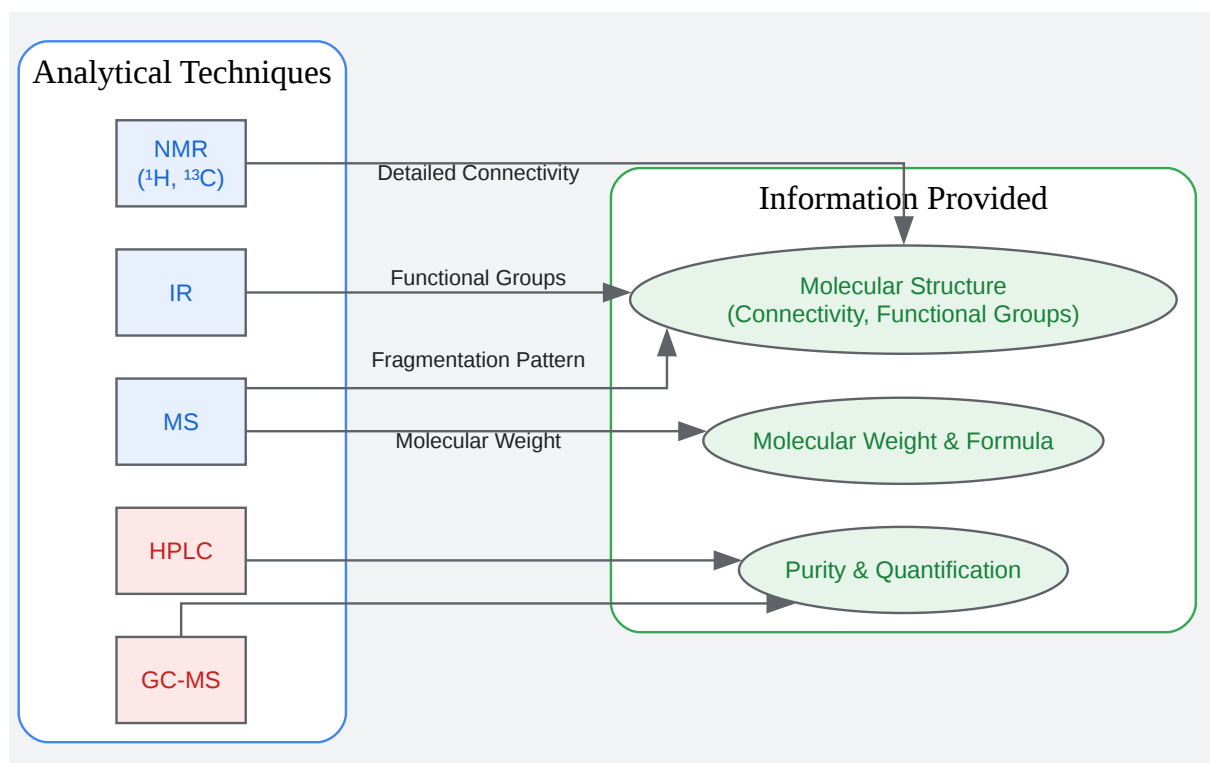 Analytical Techniques
NMR
(¹H, ¹³C)
Detailed Connectivity
Information Provided
IR
Functional Groups
Molecular Structure
(Connectivity, Functional Groups)
Fragmentation Pattern
MS
Molecular Weight
Molecular Weight & Formula
HPLC
Purity & Quantification
GC-MS